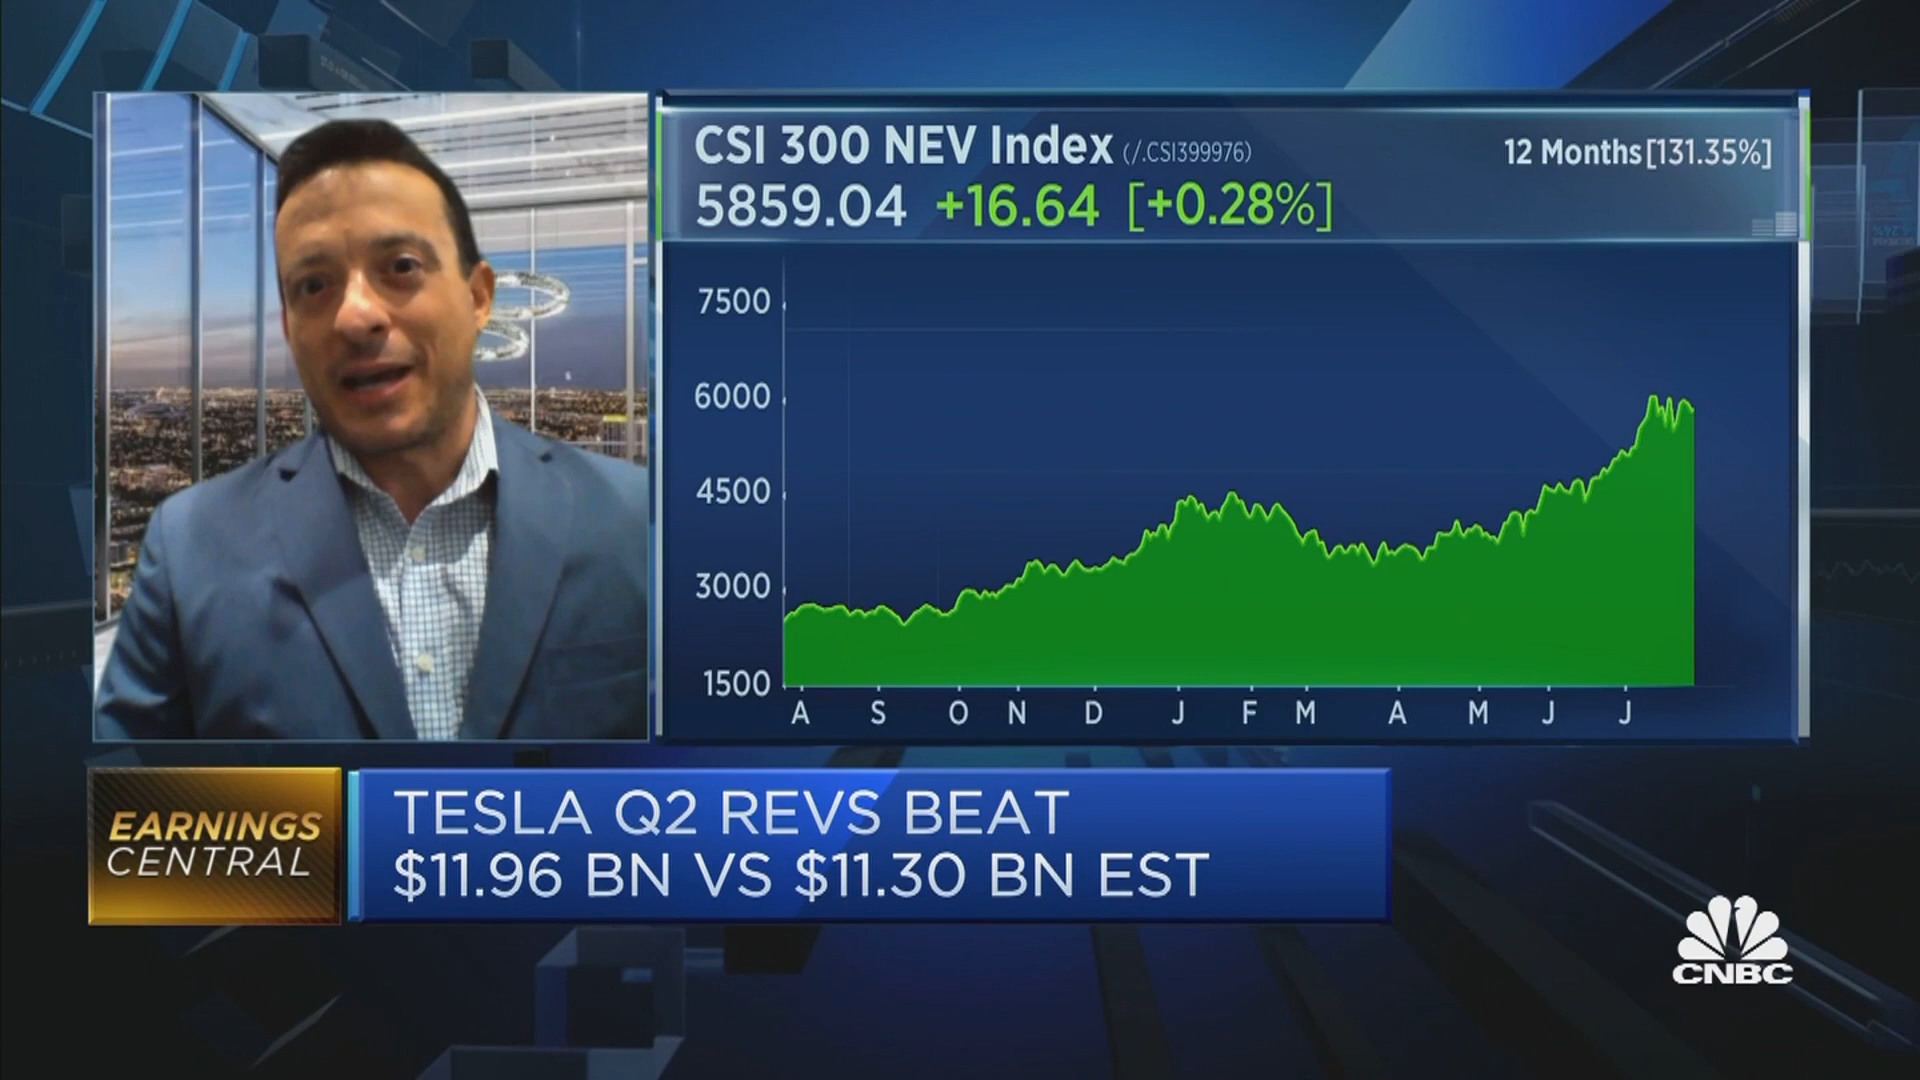 CSI 300 NEV Index (/.CSI399976)
12 Months [131.35%]
5859.04 +16.64 [+0.28%]
7500
6000
4500
3000
1500
A S O N D J F M A M J J
EARNINGS
CENTRAL
TESLA Q2 REVS BEAT
$11.96 BN VS $11.30 BN EST
CNBC